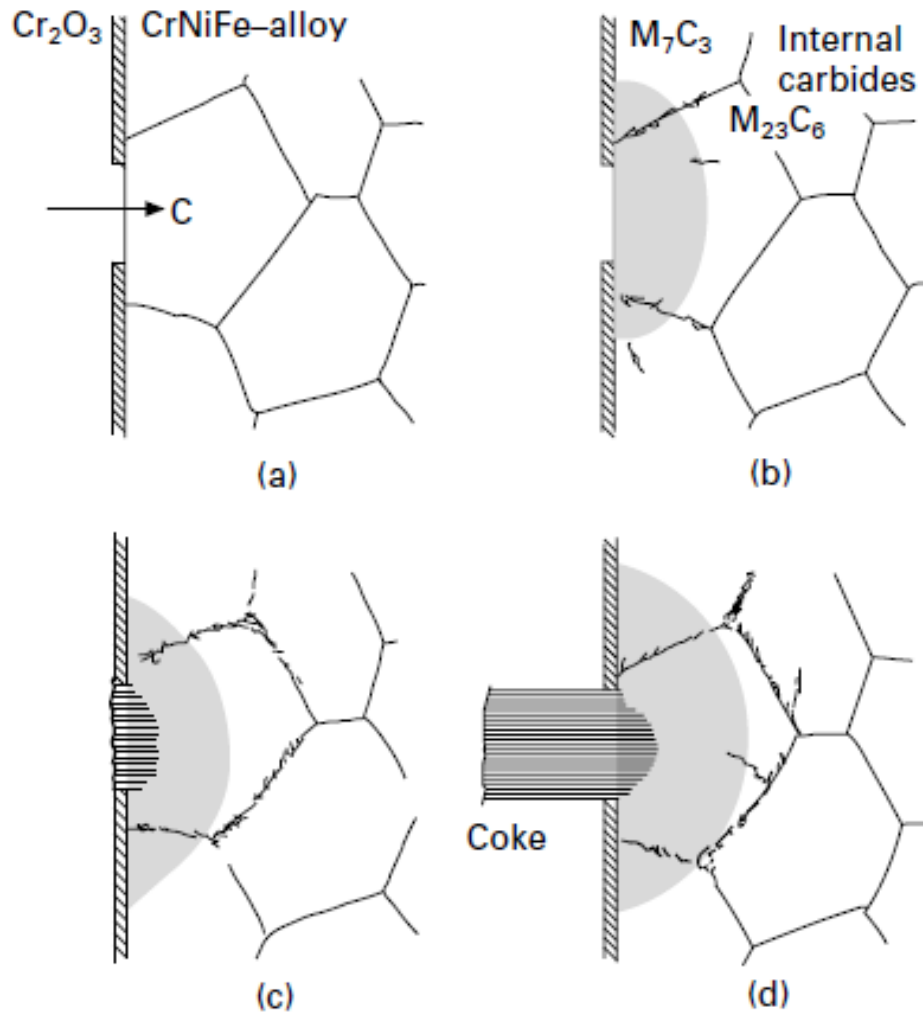 Cr₂O₃ CrNiFe–alloy
C
(a)
M₇C₃ Internal
carbides
M₂₃C₆
(b)
(c)
Coke
(d)